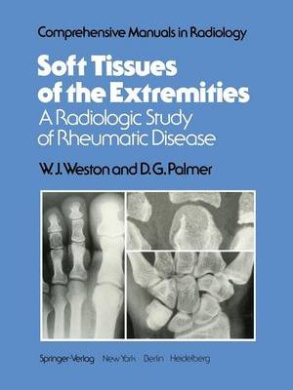 Comprehensive Manuals in Radiology
Soft Tissues
of the Extremities
A Radiologic Study
of Rheumatic Disease
W. J. Weston and D. G. Palmer
Springer-Verlag New York Berlin Heidelberg